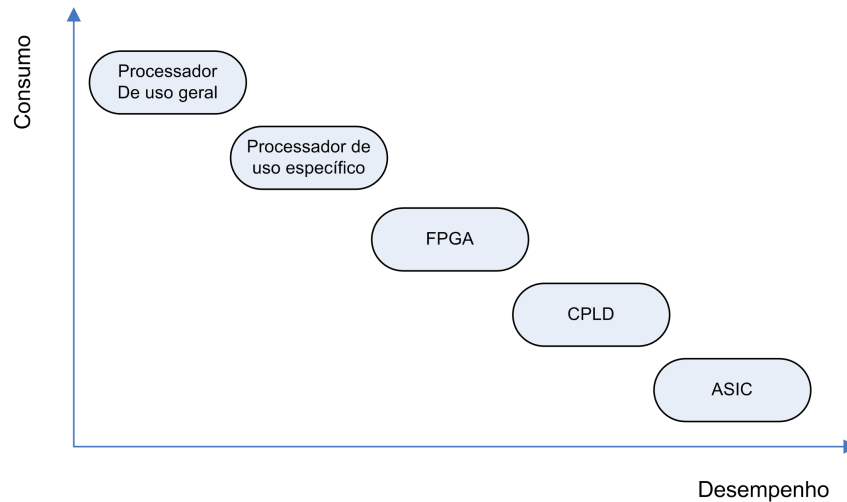 Consumo
Processador
De uso geral
Processador de
uso específico
FPGA
CPLD
ASIC
Desempenho